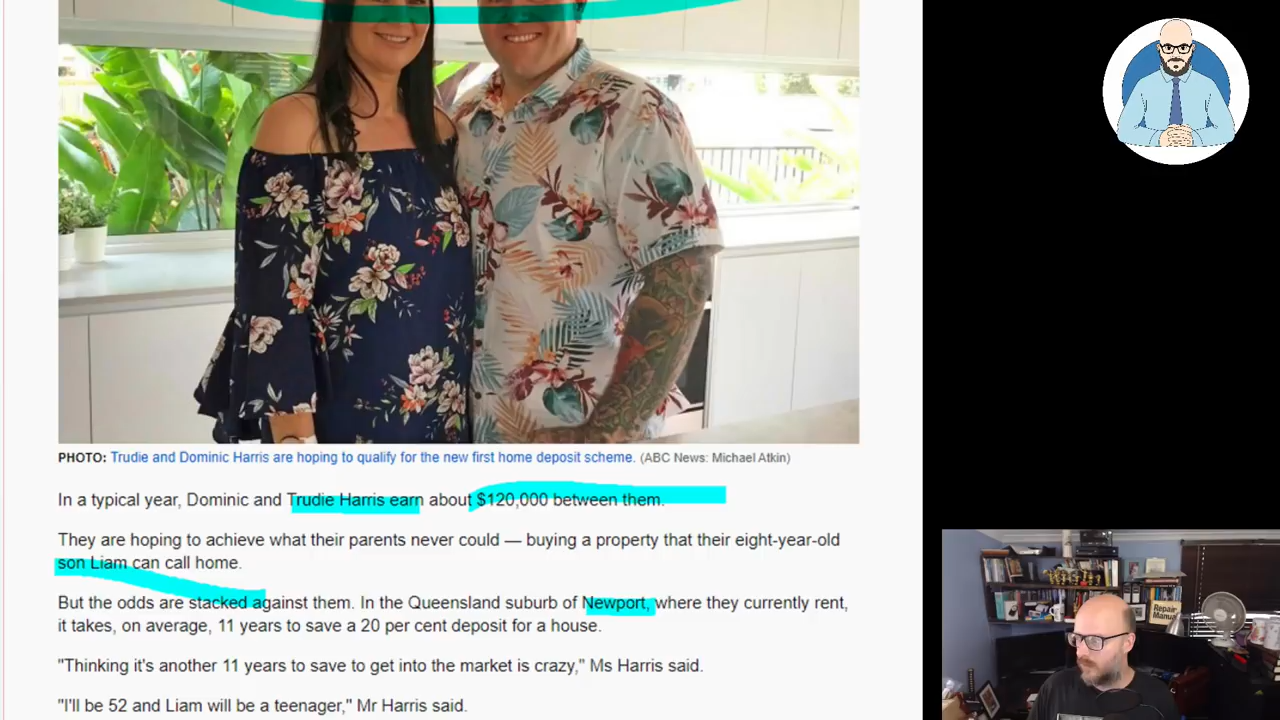 PHOTO: Trudie and Dominic Harris are hoping to qualify for the new first home deposit scheme. (ABC News: Michael Atkin)
In a typical year, Dominic and Trudie Harris earn about $120,000 between them.
They are hoping to achieve what their parents never could — buying a property that their eight-year-old
son Liam can call home.
But the odds are stacked against them. In the Queensland suburb of Newport, where they currently rent,
it takes, on average, 11 years to save a 20 per cent deposit for a house.
"Thinking it's another 11 years to save to get into the market is crazy," Ms Harris said.
"I'll be 52 and Liam will be a teenager," Mr Harris said.
Repair
Manual